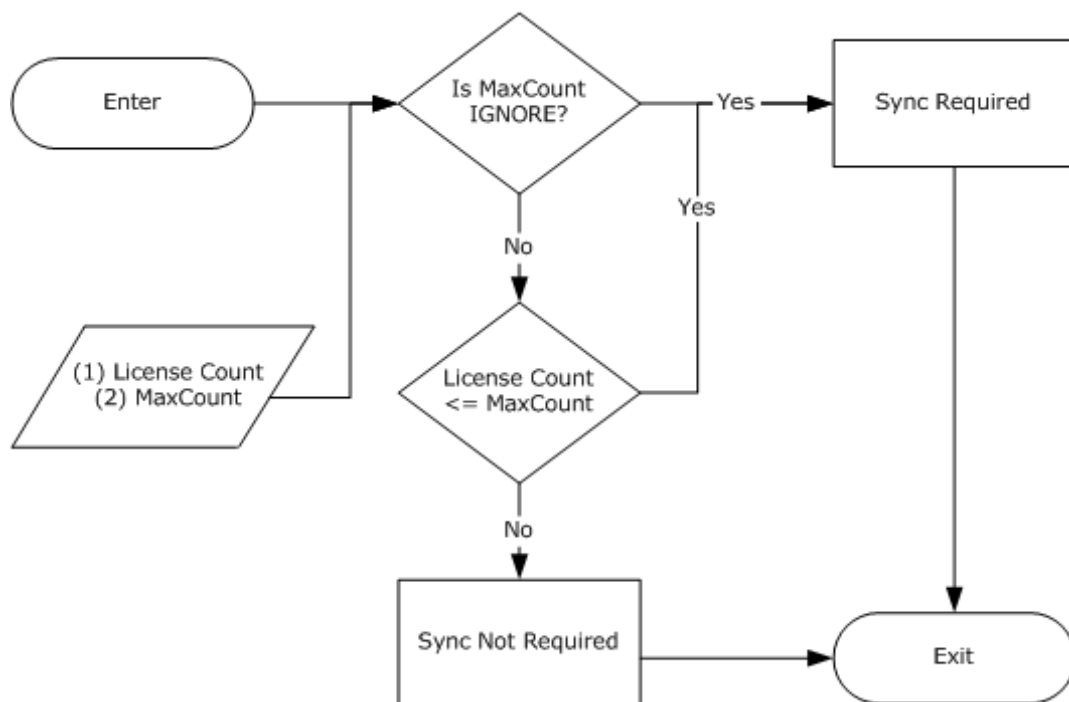 Enter
Is MaxCount
IGNORE?
Yes
Sync Required
Yes
No
(1) License Count
(2) MaxCount
License Count
<= MaxCount
No
Sync Not Required
Exit